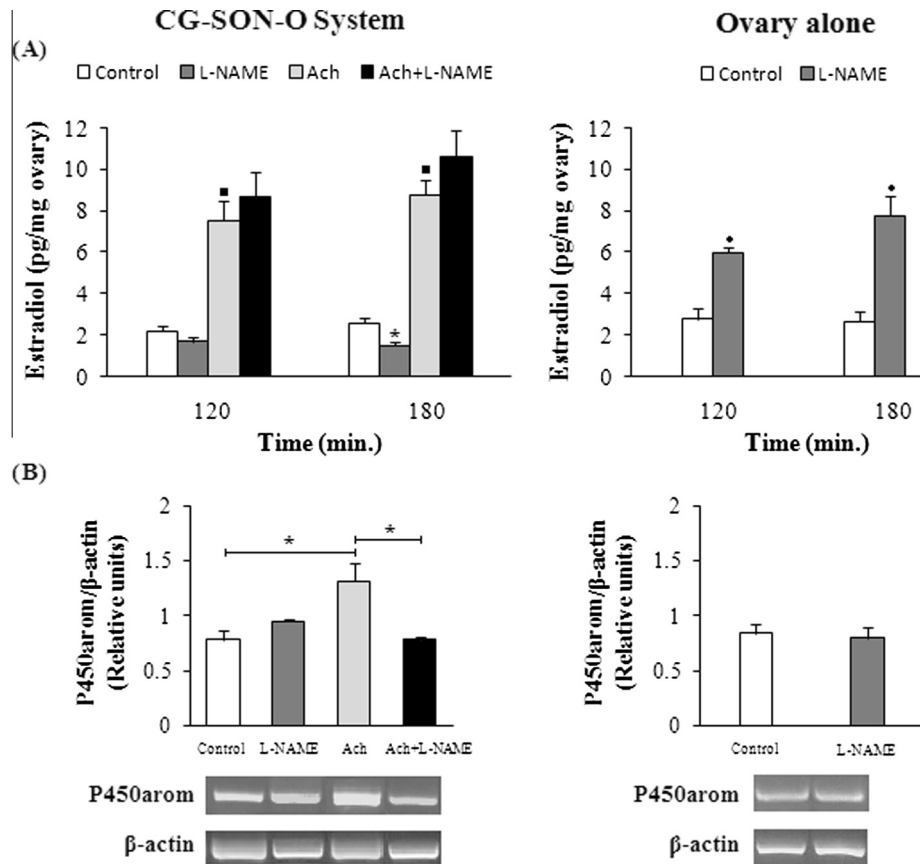 CG-SON-O System
Ovary alone
(A)
Control L-NAME Ach Ach+L-NAME
Control L-NAME
Estradiol (pg/mg ovary)
12
10
8
6
4
2
0
■ ■
*
120 180
Time (min.)
Estradiol (pg/mg ovary)
12
10
8
6
4
2
0
• •
120 180
Time (min.)
(B)
P450arom/β-actin
(Relative units)
2
1.5
1
0.5
0
* *
Control L-NAME Ach Ach+L-NAME
P450arom
β-actin
P450arom/β-actin
(Relative units)
2
1.5
1
0.5
0
Control L-NAME
P450arom
β-actin